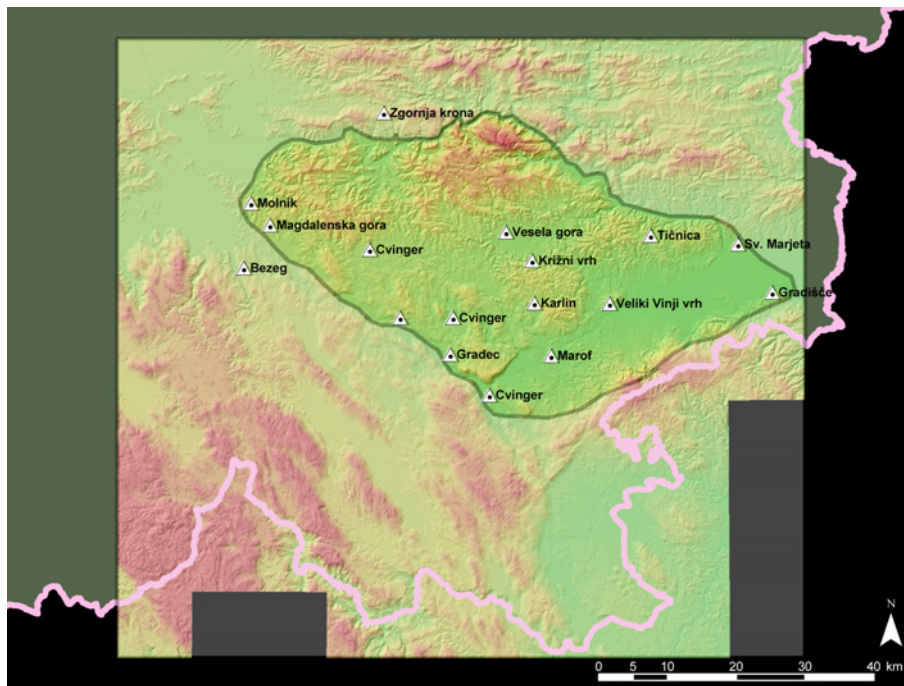 Zgornja krona
Molnik
Magdalenska gora
Vesela gora
Tičnica
Sv. Marjeta
Cvinger
Križni vrh
Bezeg
Gradišče
Karlin
Veliki Vinji vrh
Cvinger
Gradec
Marof
Cvinger
N
0 5 10 20 30 40 km